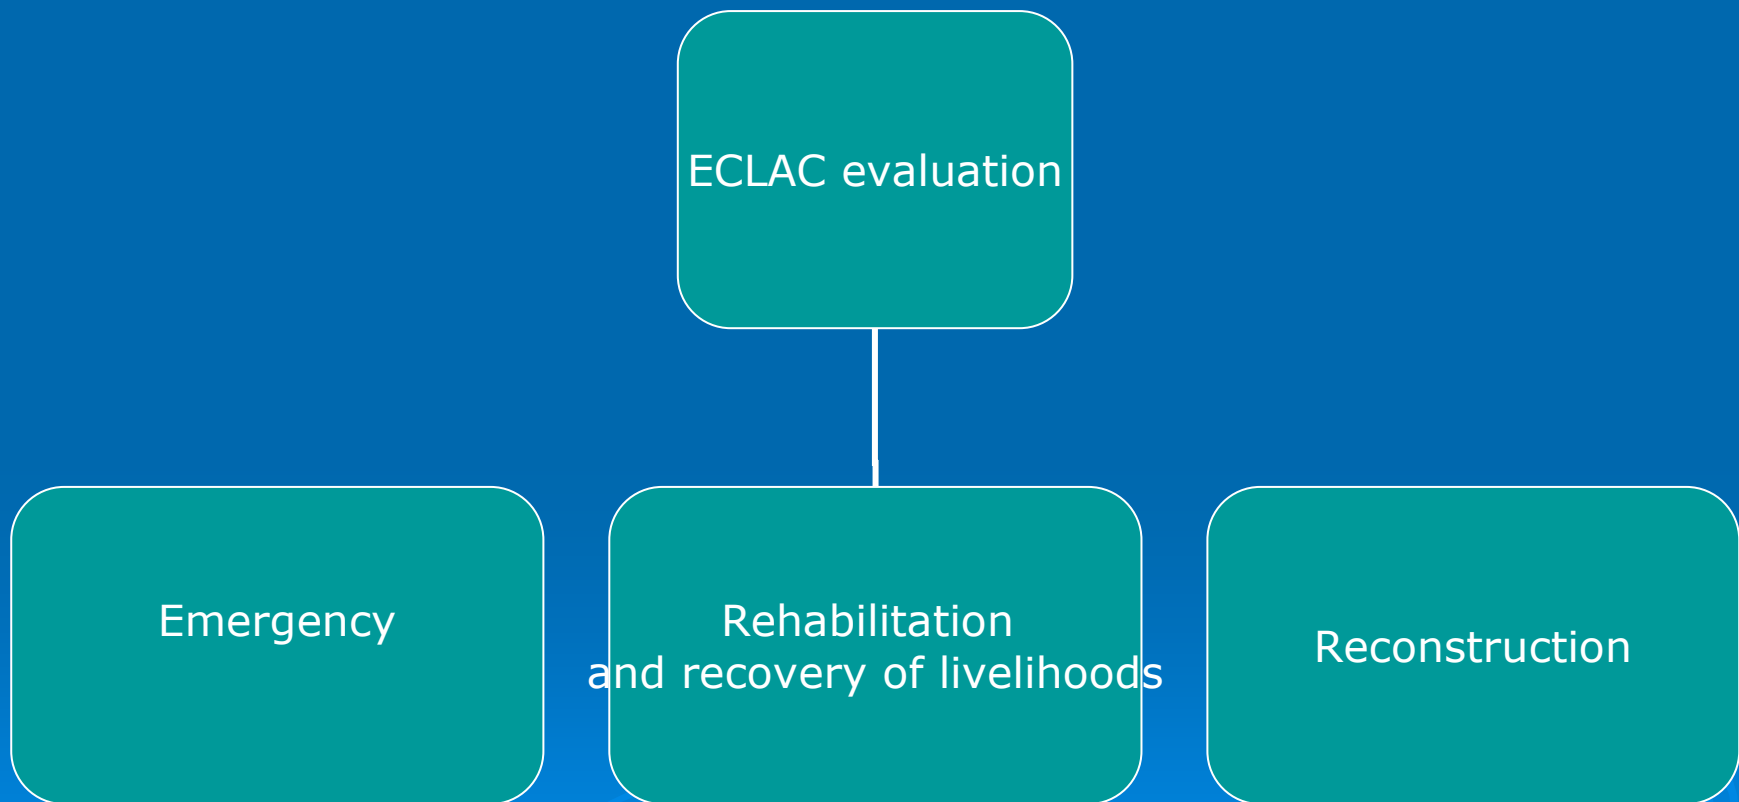 ECLAC evaluation
Emergency
Rehabilitation
and recovery of livelihoods
Reconstruction